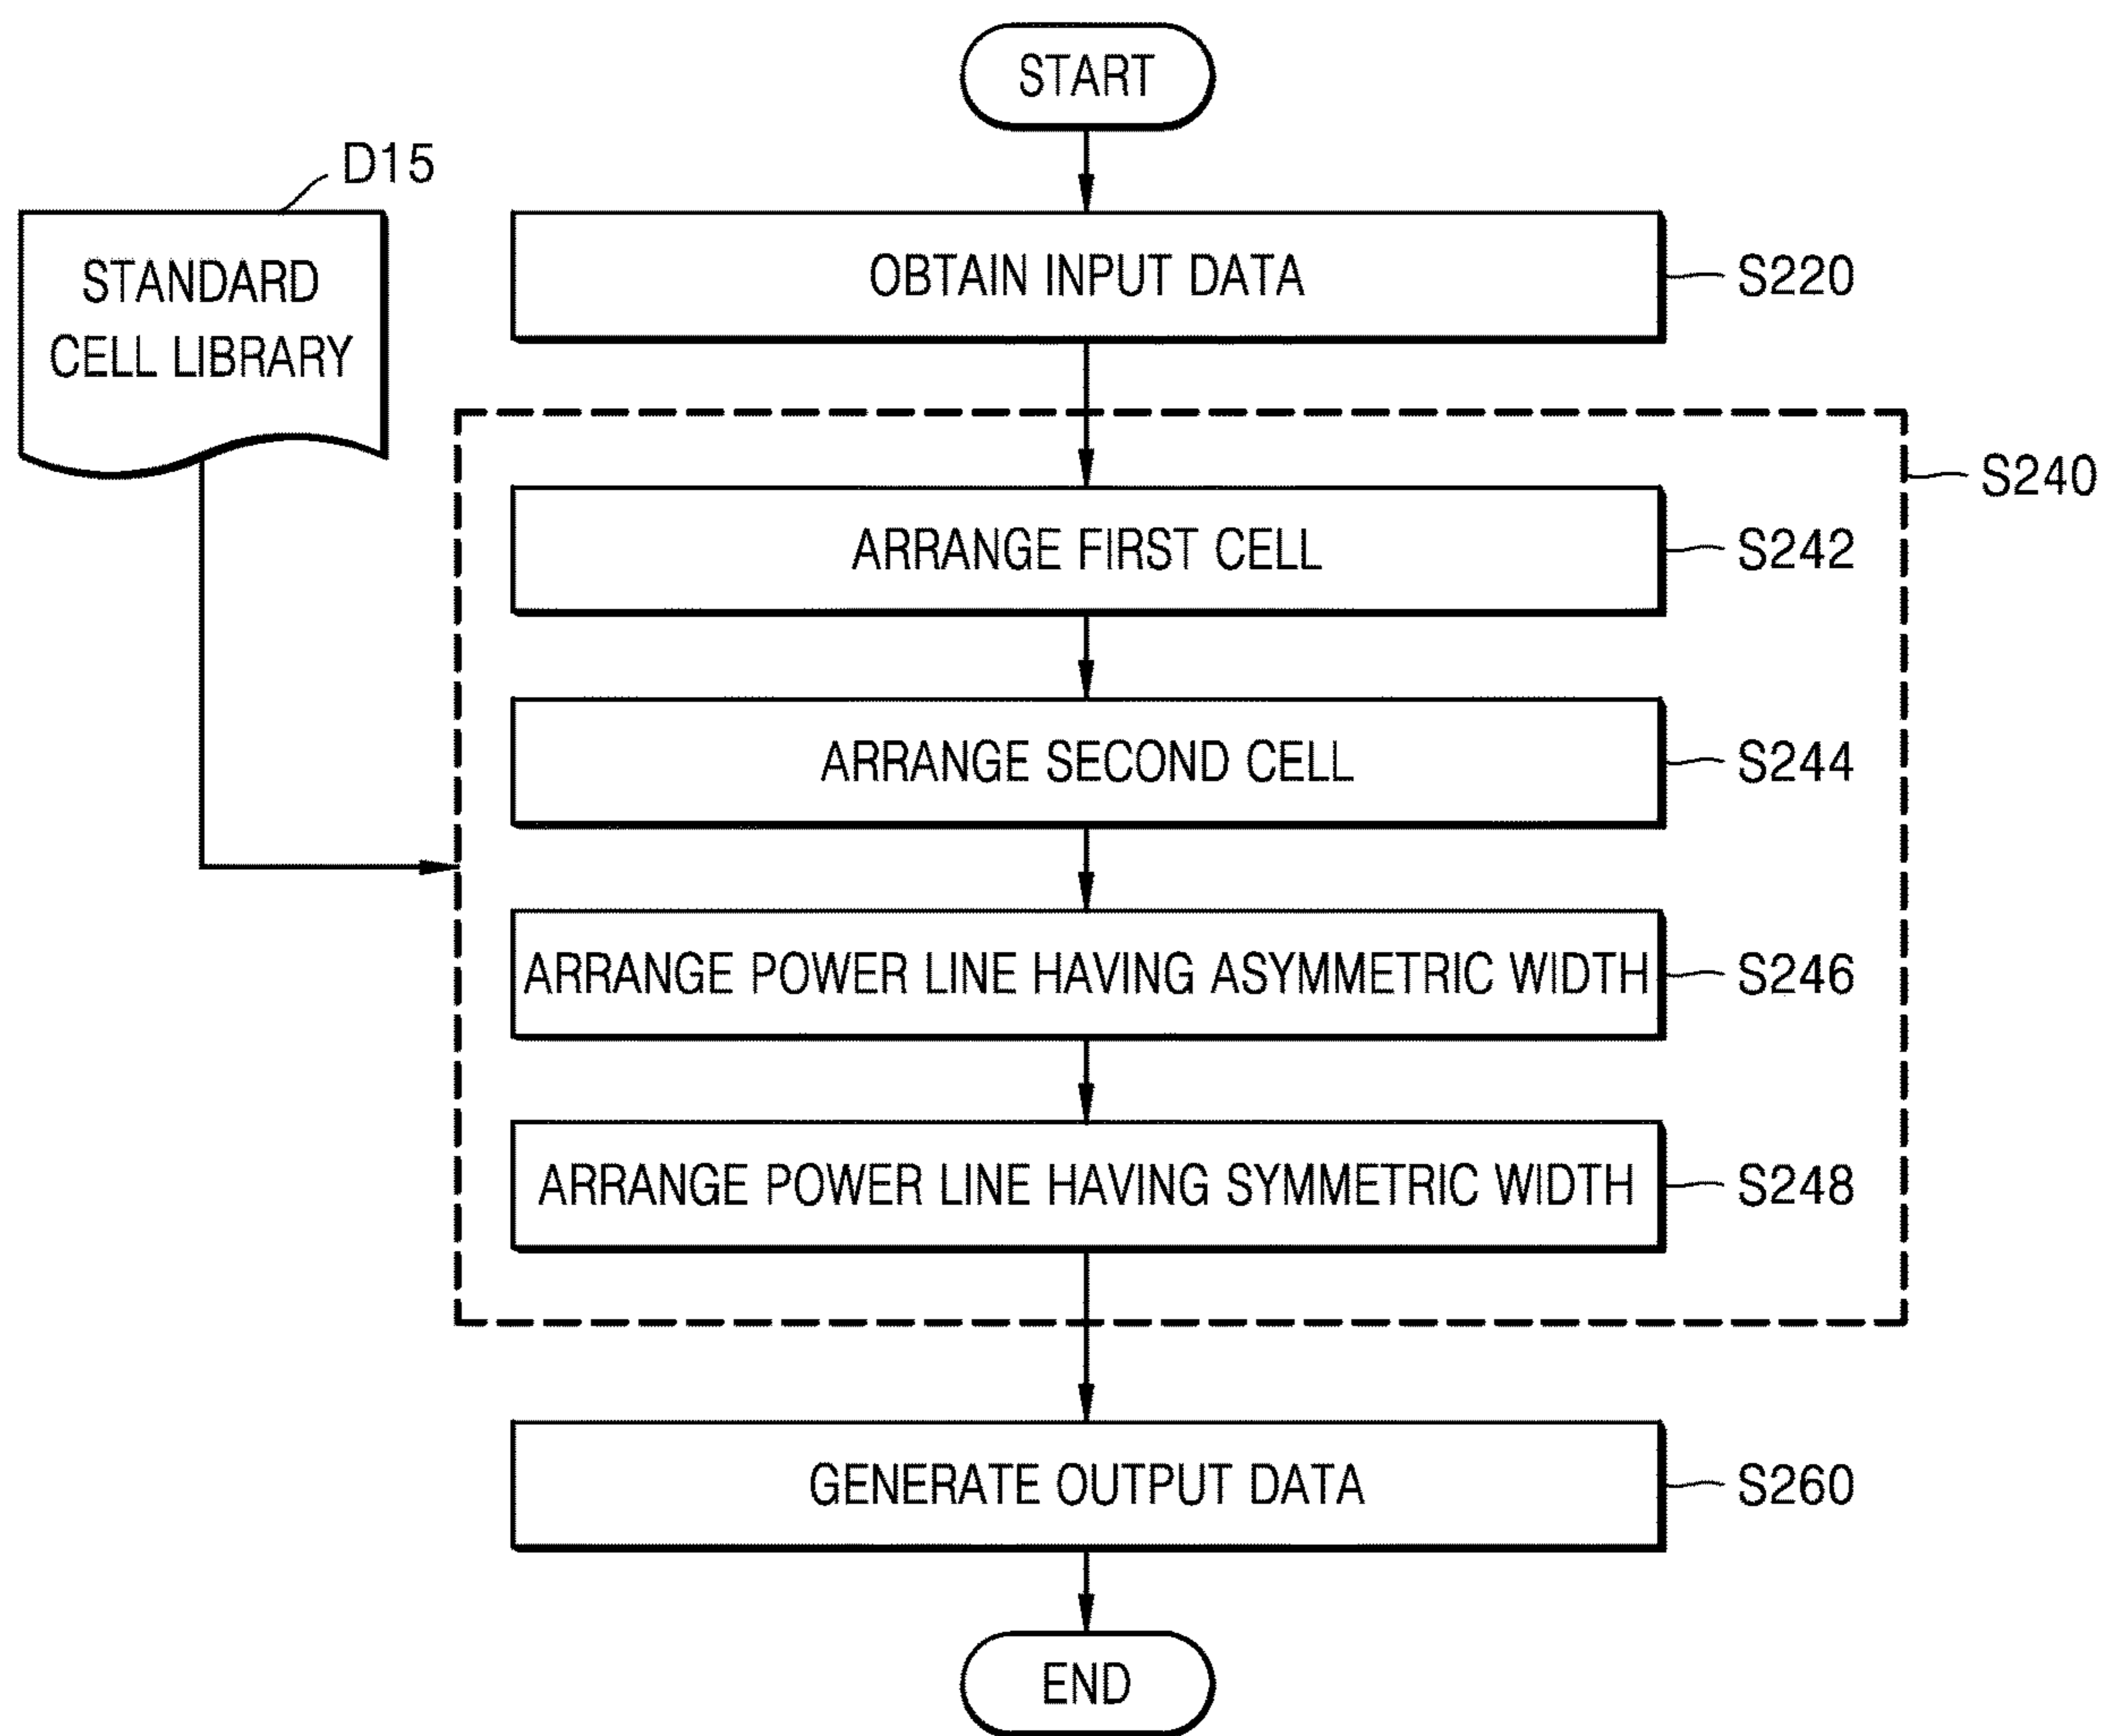 START
D15
STANDARD
CELL LIBRARY
OBTAIN INPUT DATA
S220
S240
ARRANGE FIRST CELL
S242
ARRANGE SECOND CELL
S244
ARRANGE POWER LINE HAVING ASYMMETRIC WIDTH
S246
ARRANGE POWER LINE HAVING SYMMETRIC WIDTH
S248
GENERATE OUTPUT DATA
S260
END